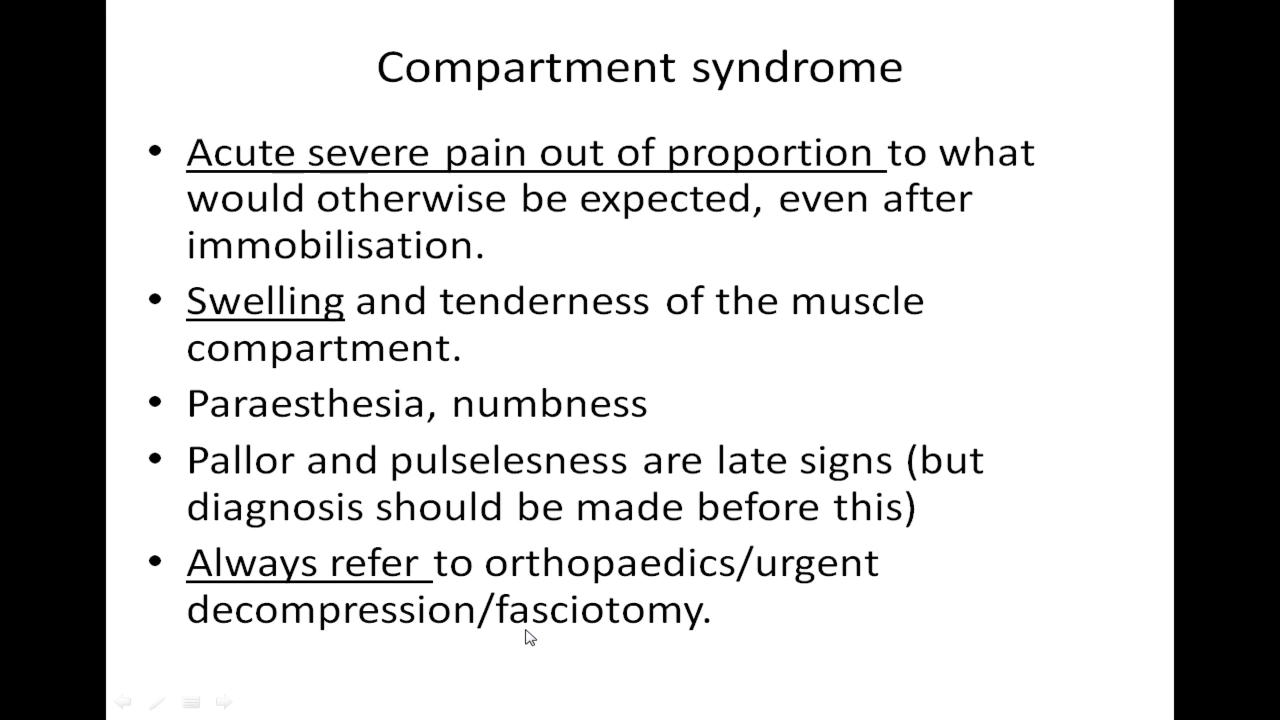 Compartment syndrome
• Acute severe pain out of proportion to what
would otherwise be expected, even after
immobilisation.
• Swelling and tenderness of the muscle
compartment.
• Paraesthesia, numbness
• Pallor and pulselesness are late signs (but
diagnosis should be made before this)
• Always refer to orthopaedics/urgent
decompression/fasciotomy.